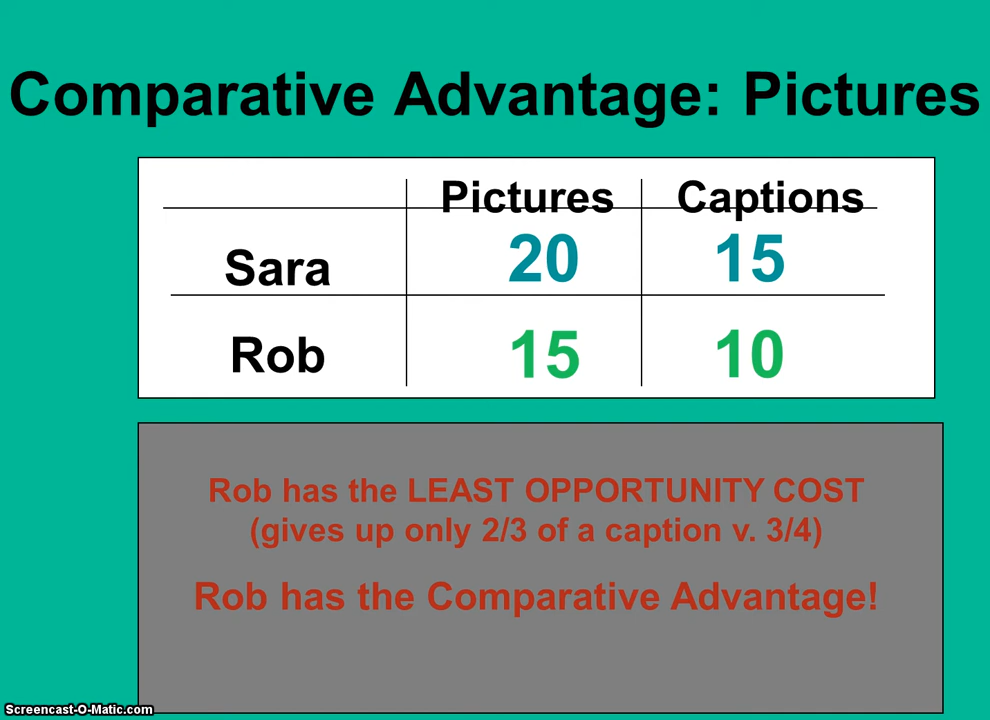 Comparative Advantage: Pictures
Pictures Captions
Sara 20 15
Rob 15 10
Rob has the LEAST OPPORTUNITY COST
(gives up only 2/3 of a caption v. 3/4)
Rob has the Comparative Advantage!
Screencast-O-Matic.com